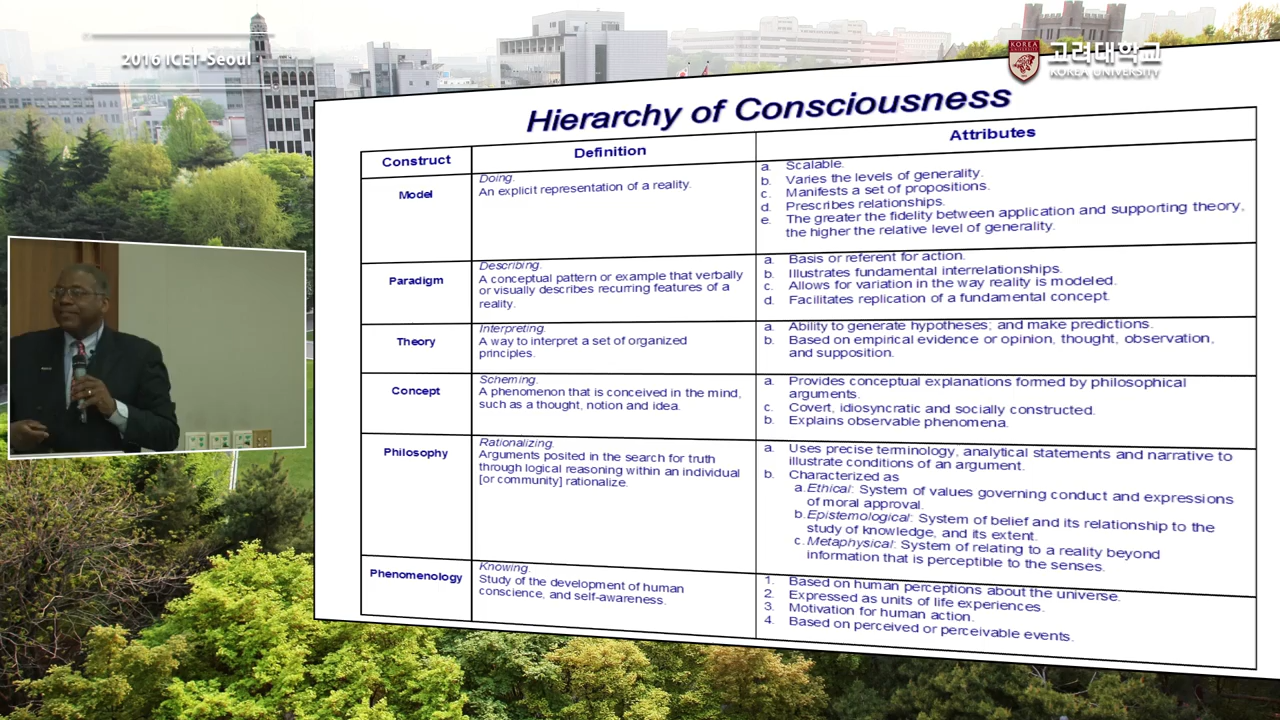 2016 ICET-Seoul
KOREA
UNIVERSITY
고려대학교
KOREA UNIVERSITY
Hierarchy of Consciousness
Construct
Definition
Attributes
Model
Doing.
An explicit representation of a reality.
a. Scalable.
b. Varies the levels of generality.
c. Manifests a set of propositions.
d. Prescribes relationships.
e. The greater the fidelity between application and supporting theory,
the higher the relative level of generality.
Paradigm
Describing.
A conceptual pattern or example that verbally
or visually describes recurring features of a
reality.
a. Basis or referent for action.
b. Illustrates fundamental interrelationships.
c. Allows for variation in the way reality is modeled.
d. Facilitates replication of a fundamental concept.
Theory
Interpreting.
A way to interpret a set of organized
principles.
a. Ability to generate hypotheses; and make predictions.
b. Based on empirical evidence or opinion, thought, observation,
and supposition.
Concept
Scheming.
A phenomenon that is conceived in the mind,
such as a thought, notion and idea.
a. Provides conceptual explanations formed by philosophical
arguments.
c. Covert, idiosyncratic and socially constructed.
b. Explains observable phenomena.
Philosophy
Rationalizing.
Arguments posited in the search for truth
through logical reasoning within an individual
[or community] rationalize.
a. Uses precise terminology, analytical statements and narrative to
illustrate conditions of an argument.
b. Characterized as
a. Ethical: System of values governing conduct and expressions
of moral approval.
b. Epistemological: System of belief and its relationship to the
study of knowledge, and its extent.
c. Metaphysical: System of relating to a reality beyond
information that is perceptible to the senses.
Phenomenology
Knowing.
Study of the development of human
conscience, and self-awareness.
1. Based on human perceptions about the universe.
2. Expressed as units of life experiences.
3. Motivation for human action.
4. Based on perceived or perceivable events.